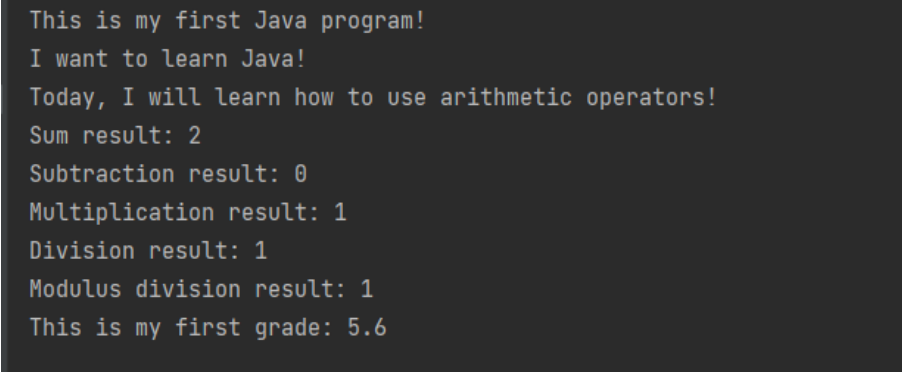 This is my first Java program!
I want to learn Java!
Today, I will learn how to use arithmetic operators!
Sum result: 2
Subtraction result: 0
Multiplication result: 1
Division result: 1
Modulus division result: 1
This is my first grade: 5.6